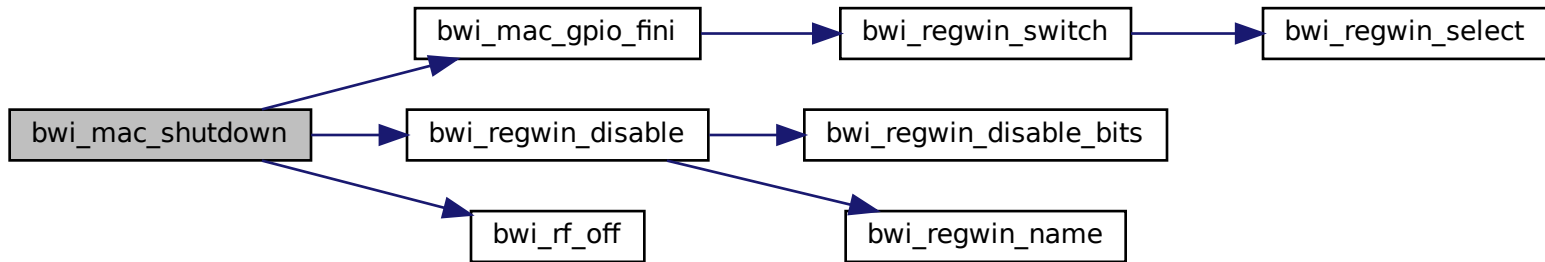 bwi_mac_gpio_fini
bwi_regwin_switch
bwi_regwin_select
bwi_mac_shutdown
bwi_regwin_disable
bwi_regwin_disable_bits
bwi_rf_off
bwi_regwin_name